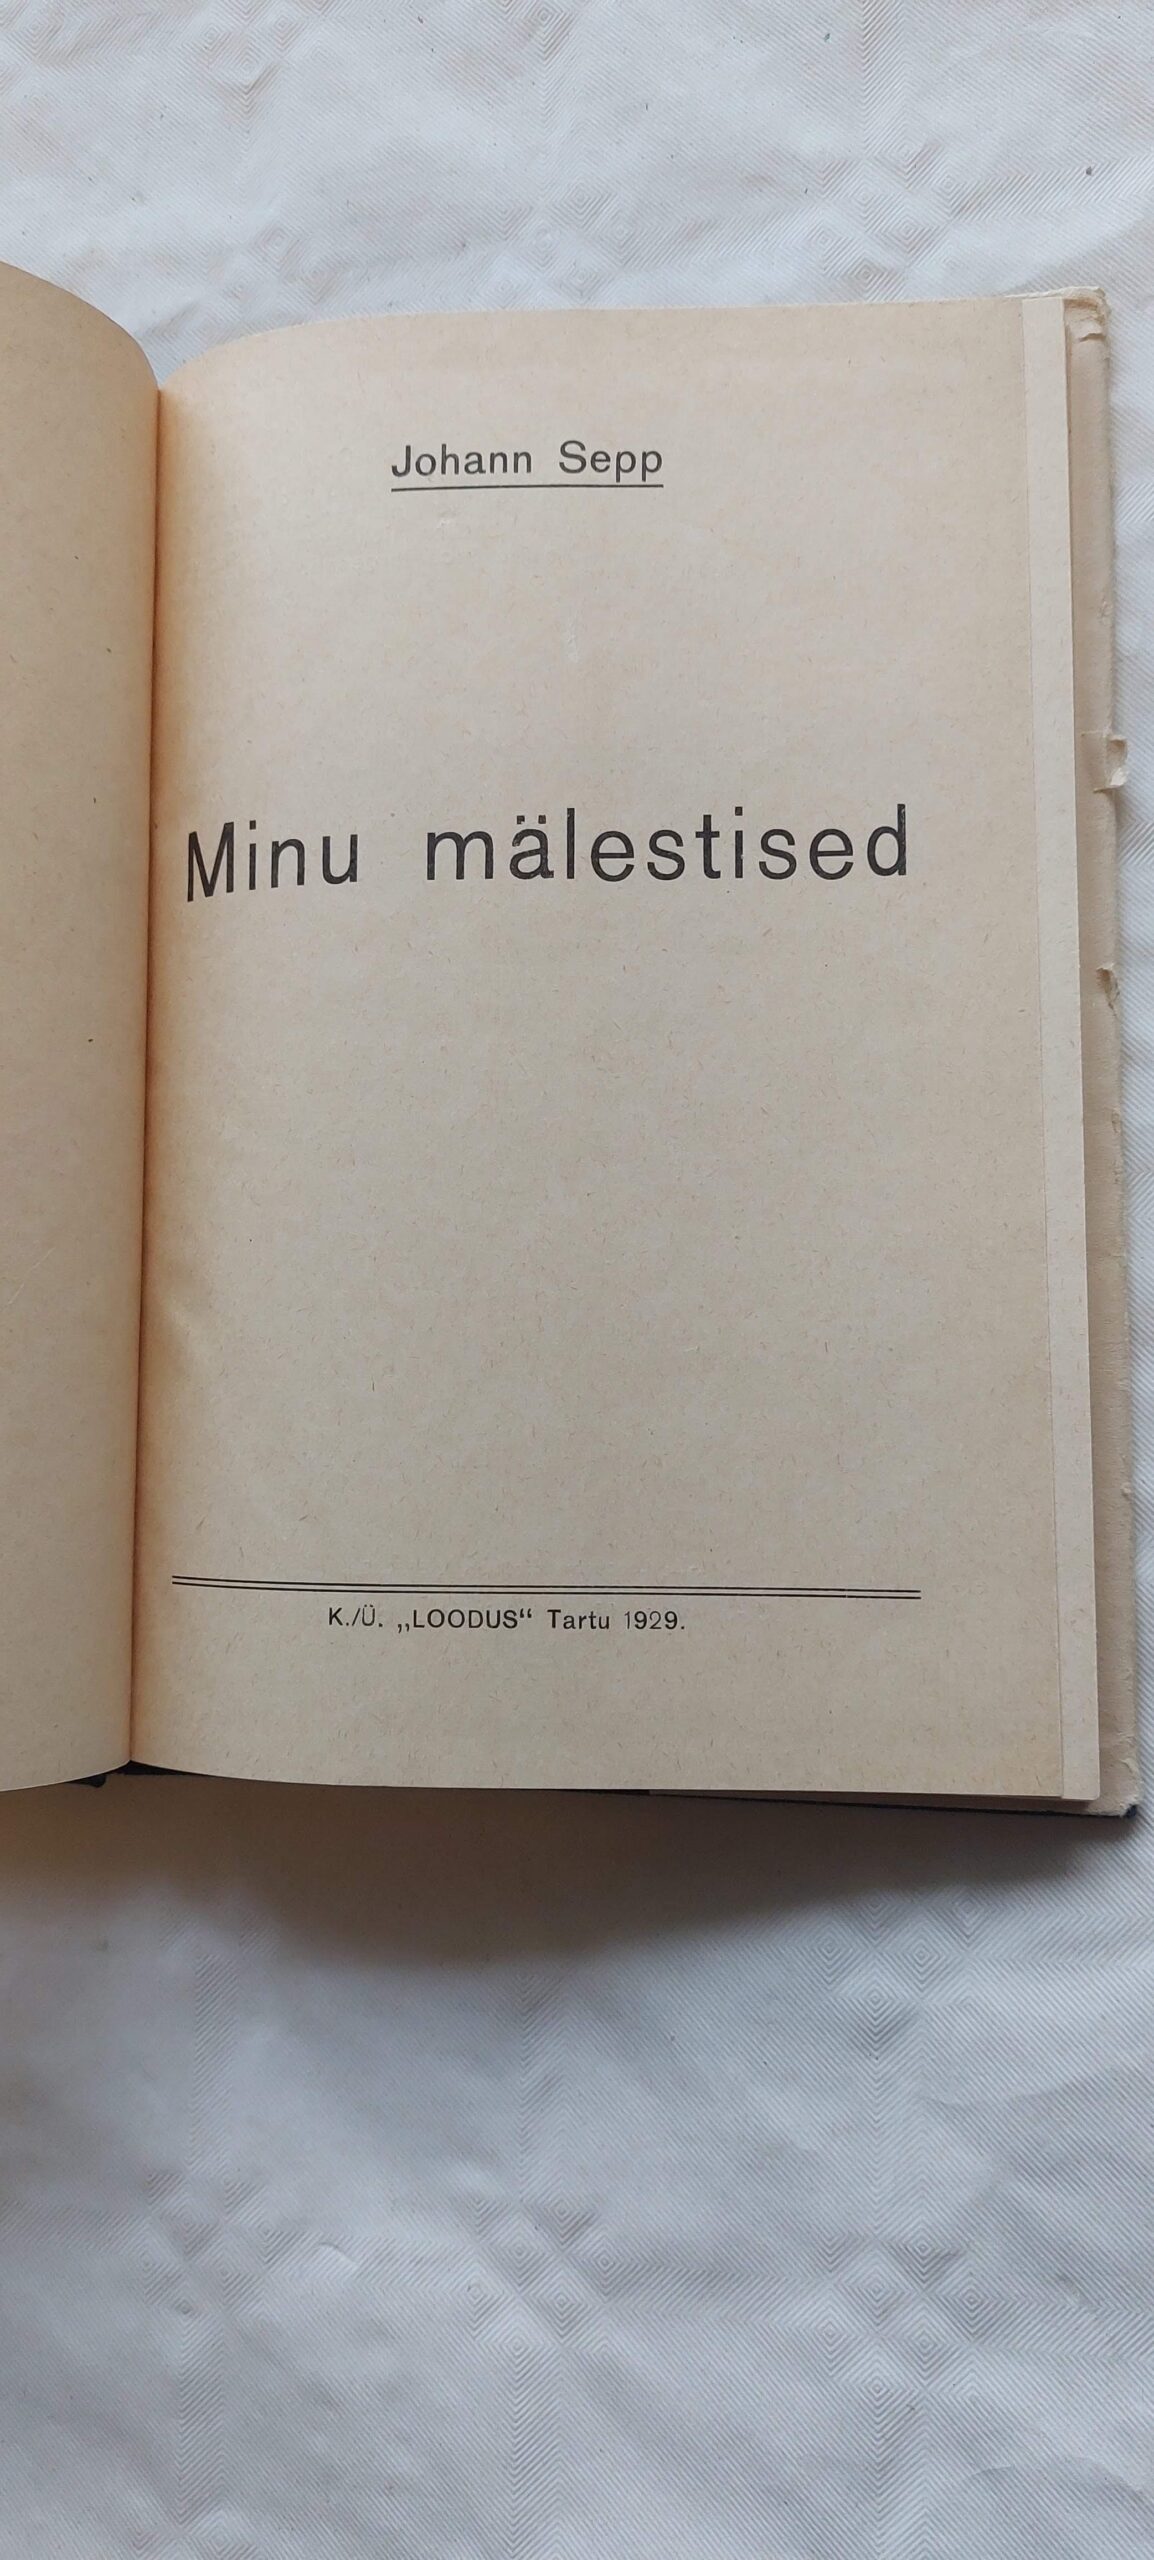 Johann Sepp
Minu mälestised
K./Ü. „LOODUS“ Tartu 1929.